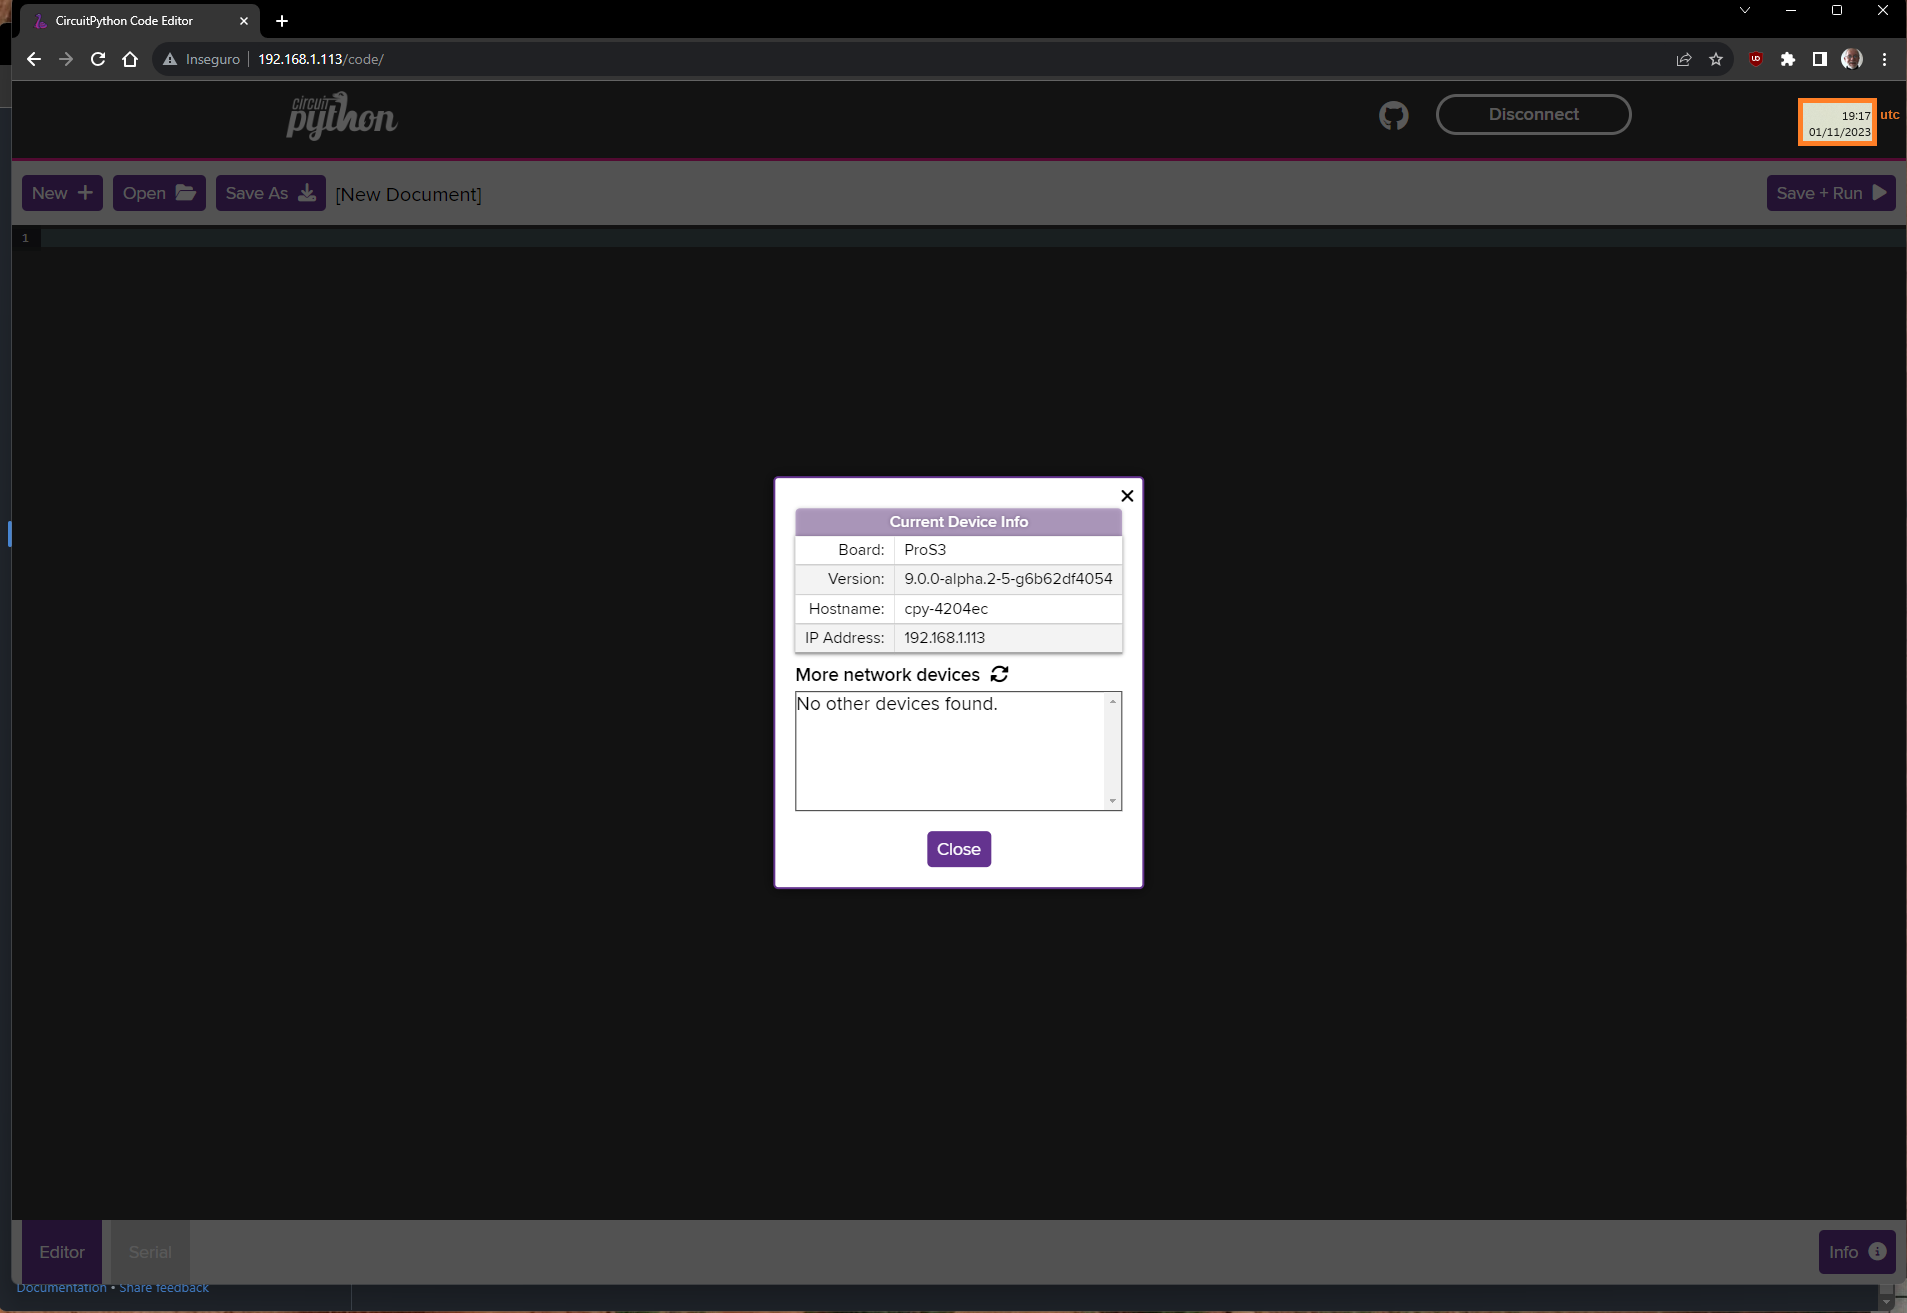 CircuitPython Code Editor
Inseguro 192.168.1.113/code/
UD
circuit
python
Disconnect
19:17 utc
01/11/2023
New Open Save As [New Document] Save + Run
1
Current Device Info
Board: ProS3
Version: 9.0.0-alpha.2-5-g6b62df4054
Hostname: cpy-4204ec
IP Address: 192.168.1.113
More network devices
No other devices found.
Close
Editor Serial Info
Documentation • Share feedback